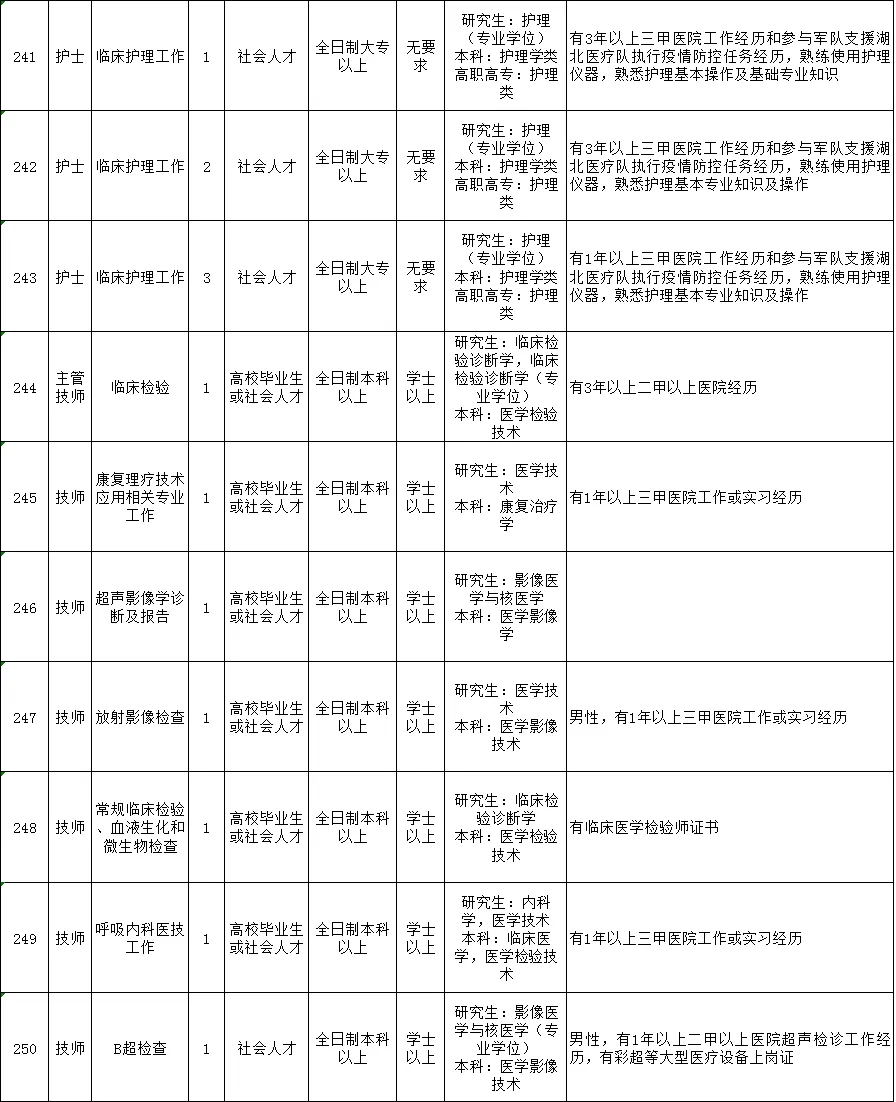 241
护士
临床护理工作
1
社会人才
全日制大专
以上
无要
求
研究生：护理
（专业学位）
本科：护理学类
高职高专：护理
类
有3年以上三甲医院工作经历和参与军队支援湖
北医疗队执行疫情防控任务经历，熟练使用护理
仪器，熟悉护理基本操作及基础专业知识
242
护士
临床护理工作
2
社会人才
全日制大专
以上
无要
求
研究生：护理
（专业学位）
本科：护理学类
高职高专：护理
类
有3年以上三甲医院工作经历和参与军队支援湖
北医疗队执行疫情防控任务经历，熟练使用护理
仪器，熟悉护理基本专业知识及操作
243
护士
临床护理工作
3
社会人才
全日制大专
以上
无要
求
研究生：护理
（专业学位）
本科：护理学类
高职高专：护理
类
有1年以上三甲医院工作经历和参与军队支援湖
北医疗队执行疫情防控任务经历，熟练使用护理
仪器，熟悉护理基本专业知识及操作
244
主管
技师
临床检验
1
高校毕业生
或社会人才
全日制本科
以上
学士
以上
研究生：临床检
验诊断学，临床
检验诊断学（专
业学位）
本科：医学检验
技术
有3年以上二甲以上医院经历
245
技师
康复理疗技术
应用相关专业
工作
1
高校毕业生
或社会人才
全日制本科
以上
学士
以上
研究生：医学技
术
本科：康复治疗
学
有1年以上三甲医院工作或实习经历
246
技师
超声影像学诊
断及报告
1
高校毕业生
或社会人才
全日制本科
以上
学士
以上
研究生：影像医
学与核医学
本科：医学影像
学
247
技师
放射影像检查
1
高校毕业生
或社会人才
全日制本科
以上
学士
以上
研究生：医学技
术
本科：医学影像
技术
男性，有1年以上三甲医院工作或实习经历
248
技师
常规临床检验
、血液生化和
微生物检查
1
高校毕业生
或社会人才
全日制本科
以上
学士
以上
研究生：临床检
验诊断学
本科：医学检验
技术
有临床医学检验师证书
249
技师
呼吸内科医技
工作
1
高校毕业生
或社会人才
全日制本科
以上
学士
以上
研究生：内科
学，医学技术
本科：临床医
学，医学检验技
术
有1年以上三甲医院工作或实习经历
250
技师
B超检查
1
社会人才
全日制本科
以上
学士
以上
研究生：影像医
学与核医学（专
业学位）
本科：医学影像
技术
男性，有1年以上二甲以上医院超声检诊工作经
历，有彩超等大型医疗设备上岗证